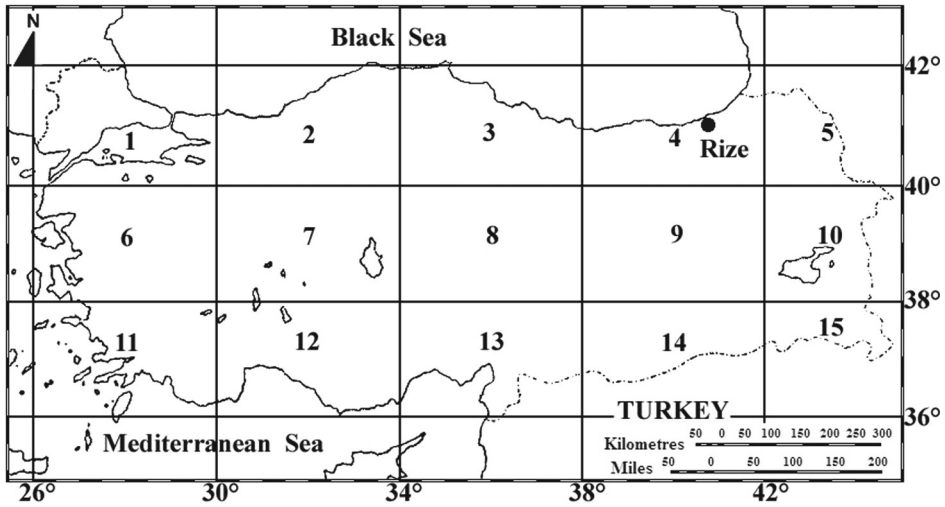 N
Black Sea
42°
1 2 3 4 5
Rize
40°
6 7 8 9 10
38°
11 12 13 14 15
36°
TURKEY
Mediterranean Sea
Kilometres 50 0 50 100 150 200 250 300
Miles 50 0 50 100 150 200
26° 30° 34° 38° 42°